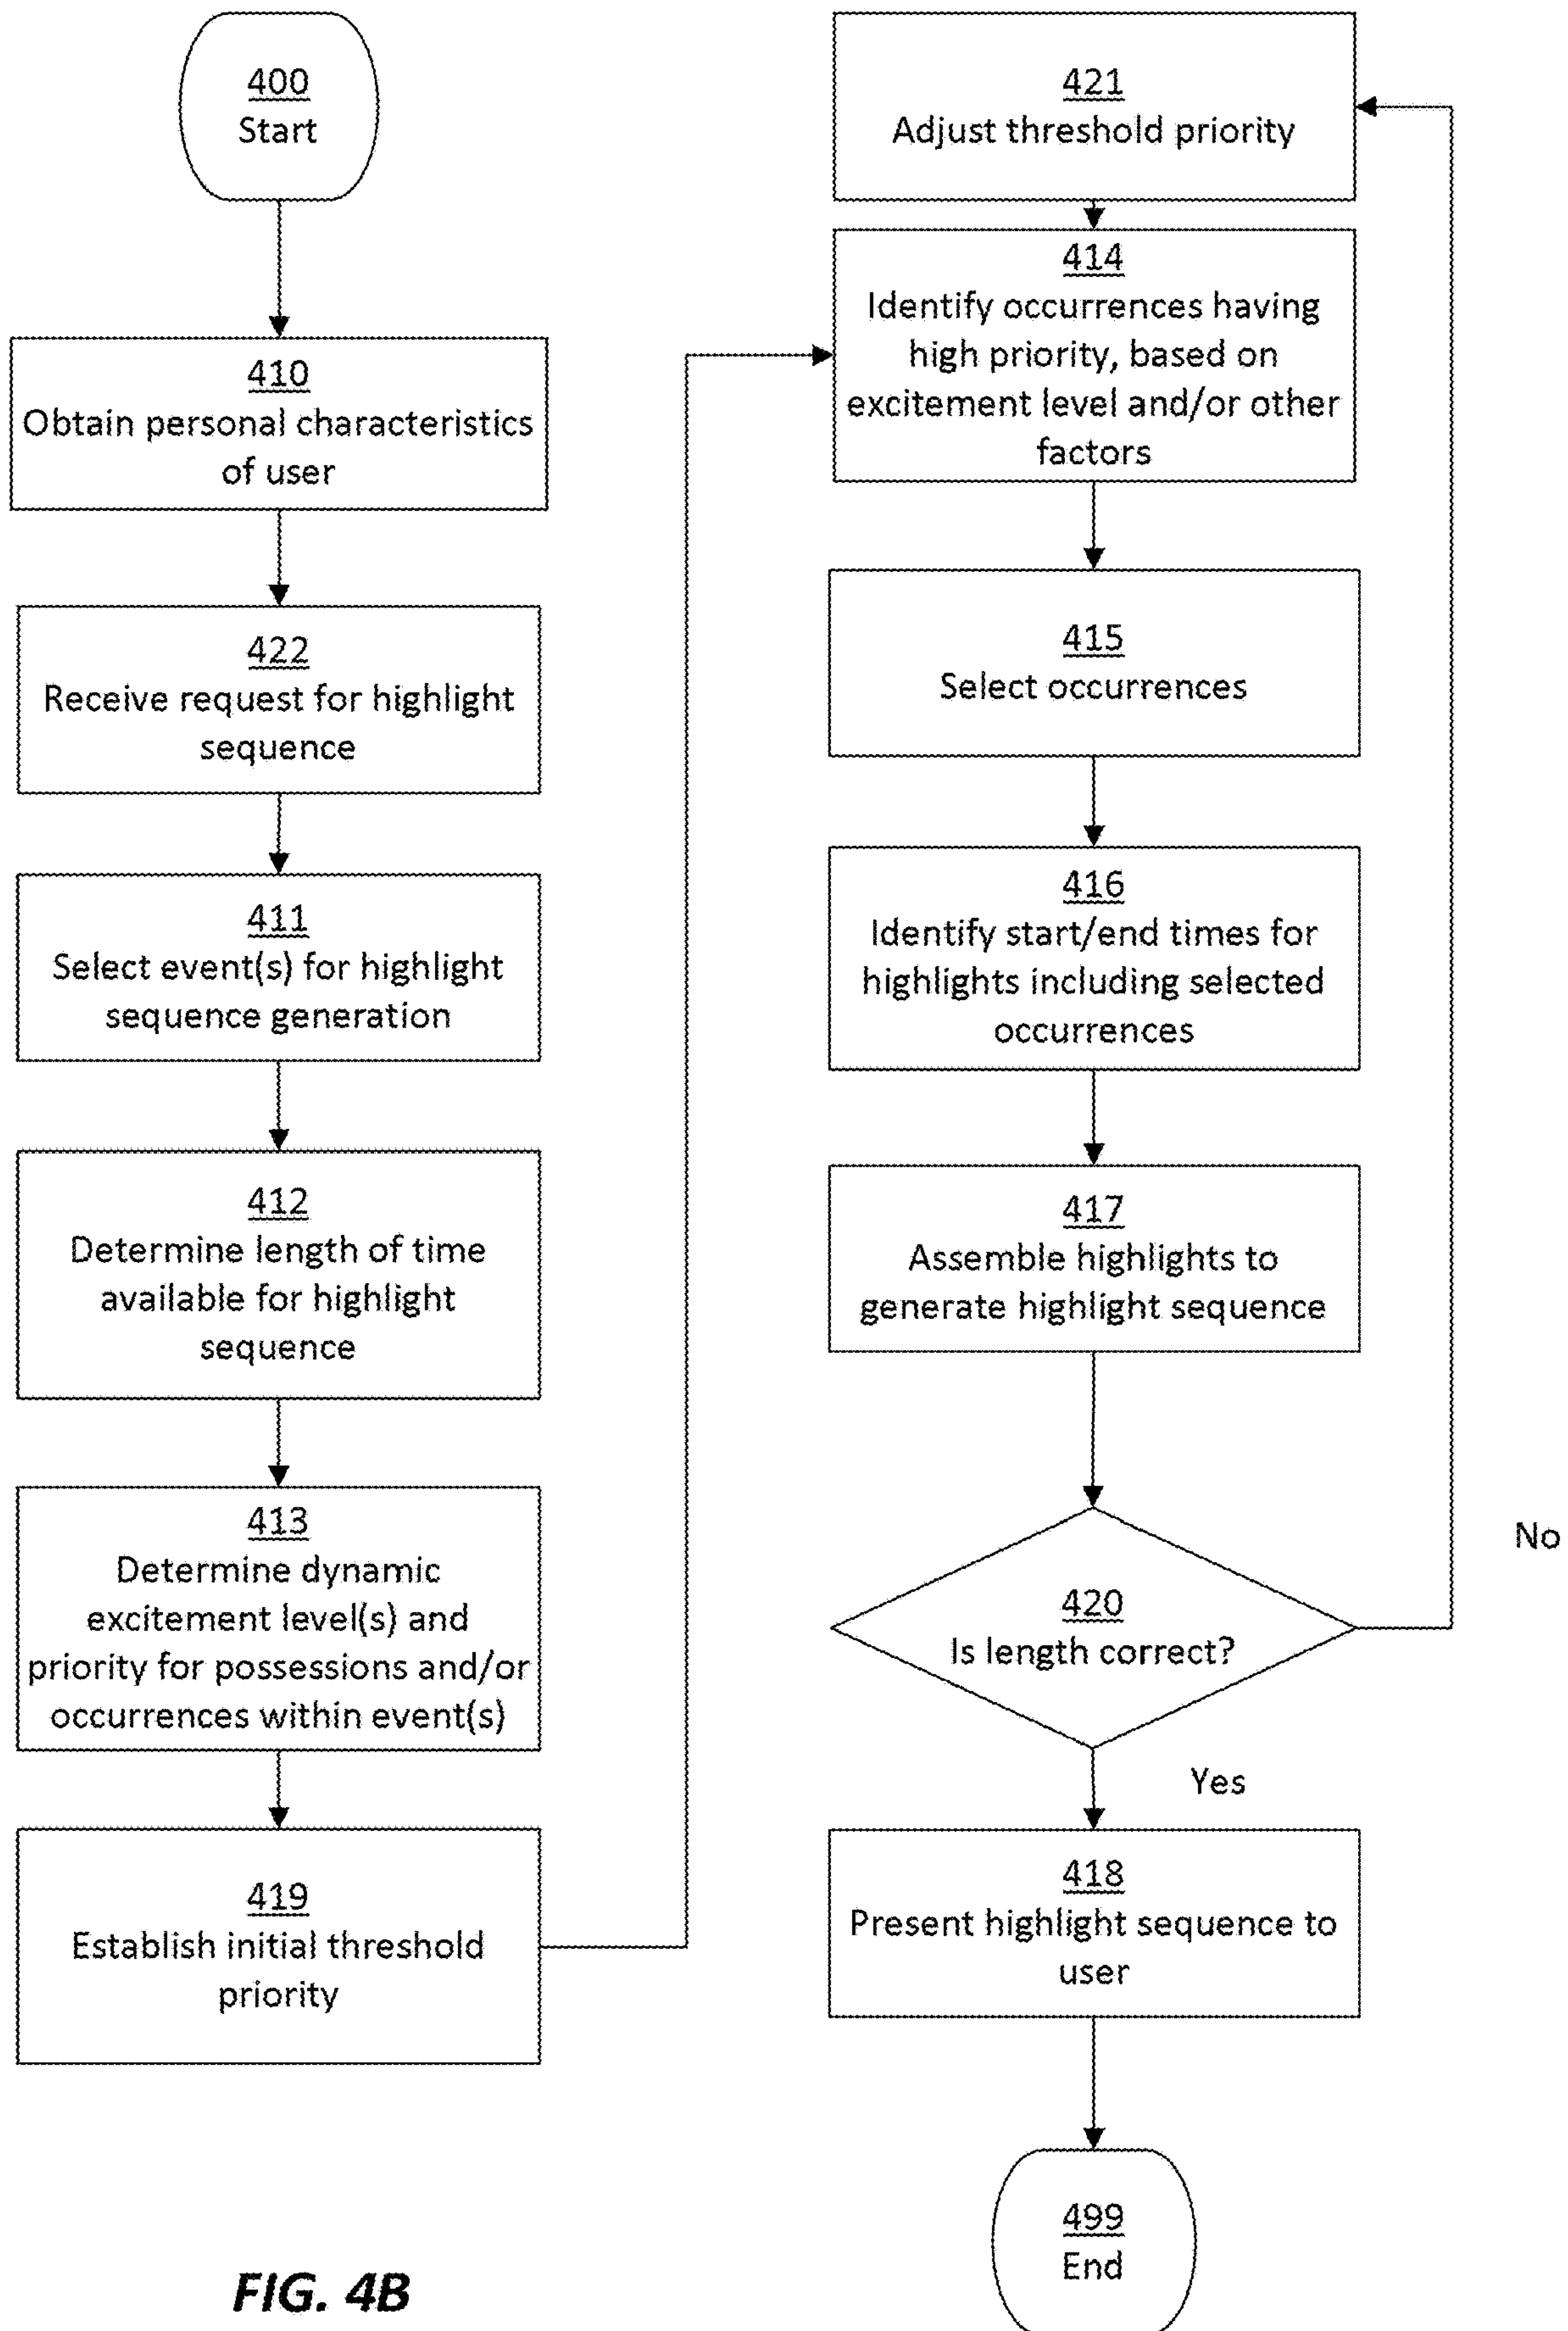 400
Start
410
Obtain personal characteristics
of user
422
Receive request for highlight
sequence
411
Select event(s) for highlight
sequence generation
412
Determine length of time
available for highlight
sequence
413
Determine dynamic
excitement level(s) and
priority for possessions and/or
occurrences within event(s)
419
Establish initial threshold
priority
421
Adjust threshold priority
414
Identify occurrences having
high priority, based on
excitement level and/or other
factors
415
Select occurrences
416
Identify start/end times for
highlights including selected
occurrences
417
Assemble highlights to
generate highlight sequence
420
Is length correct?
No
Yes
418
Present highlight sequence to
user
499
End
FIG. 4B